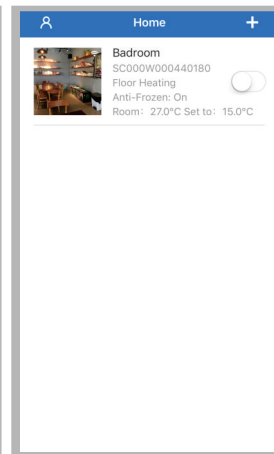 Home
Badroom
SC000W000440180
Floor Heating
Anti-Frozen: On
Room: 27.0°C Set to: 15.0°C